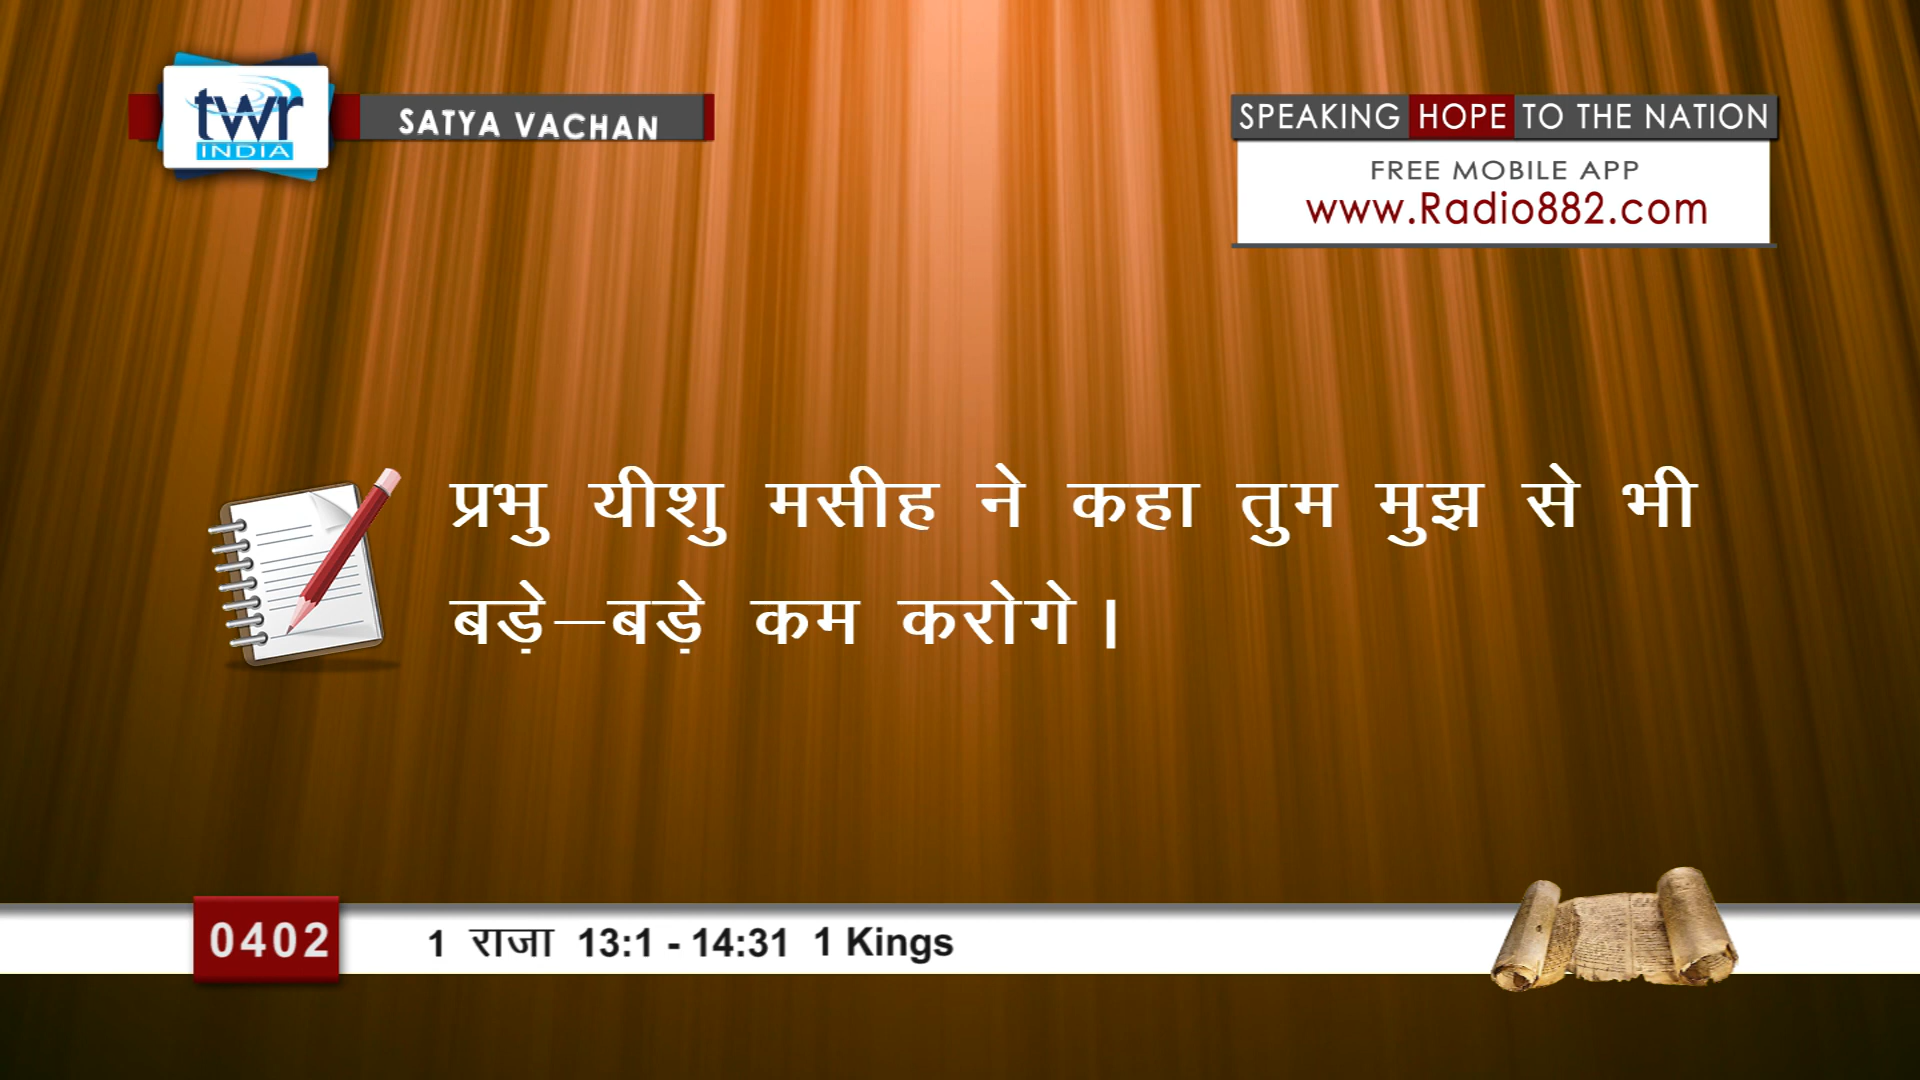 twr
INDIA
SATYA VACHAN
SPEAKING HOPE TO THE NATION
FREE MOBILE APP
www.Radio882.com
प्रभु यीशु मसीह ने कहा तुम मुझ से भी
बड़े–बड़े कम करोगे।
0402
1 राजा 13:1 - 14:31 1 Kings